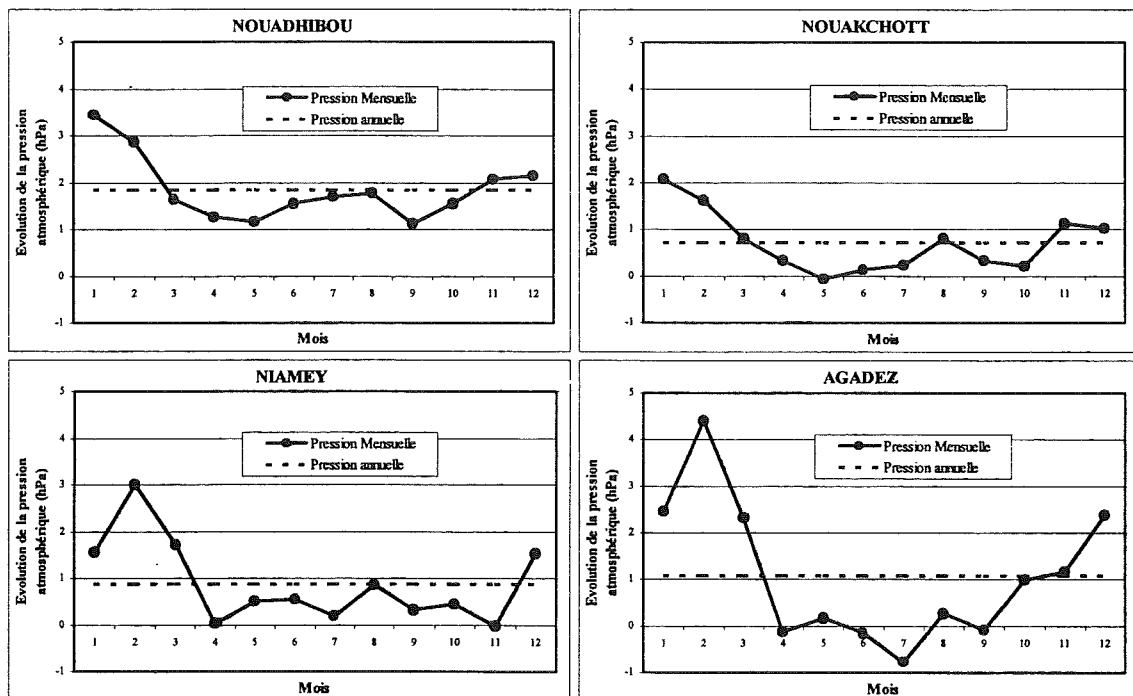 NOUADHIBOU
5
4
3
2
1
0
-1
Evolution de la pression
atmosphérique (hPa)
Pression Mensuelle
Pression annuelle
1 2 3 4 5 6 7 8 9 10 11 12
Mois
NOUAKCHOTT
5
4
3
2
1
0
-1
Evolution de la pression
atmosphérique (hPa)
Pression Mensuelle
Pression annuelle
1 2 3 4 5 6 7 8 9 10 11 12
Mois
NIAMEY
5
4
3
2
1
0
-1
Evolution de la pression
atmosphérique (hPa)
Pression Mensuelle
Pression annuelle
1 2 3 4 5 6 7 8 9 10 11 12
Mois
AGADEZ
5
4
3
2
1
0
-1
Evolution de la pression
atmosphérique (hPa)
Pression Mensuelle
Pression annuelle
1 2 3 4 5 6 7 8 9 10 11 12
Mois